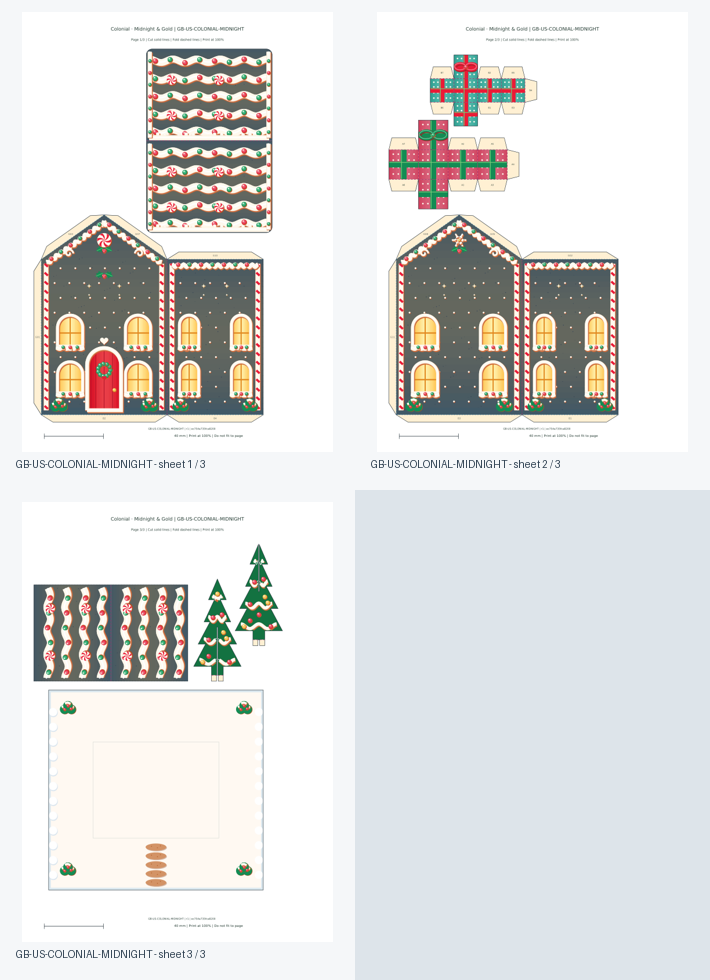 Colonial · Midnight & Gold | GB-US-COLONIAL-MIDNIGHT
Page 1/3 | Cut solid lines | Fold dashed lines | Print at 100%
90 mm | Print at 100% | Do not fit to page
GB-US-COLONIAL-MIDNIGHT - sheet 1 / 3
Colonial · Midnight & Gold | GB-US-COLONIAL-MIDNIGHT
Page 2/3 | Cut solid lines | Fold dashed lines | Print at 100%
90 mm | Print at 100% | Do not fit to page
GB-US-COLONIAL-MIDNIGHT - sheet 2 / 3
Colonial · Midnight & Gold | GB-US-COLONIAL-MIDNIGHT
Page 3/3 | Cut solid lines | Fold dashed lines | Print at 100%
90 mm | Print at 100% | Do not fit to page
GB-US-COLONIAL-MIDNIGHT - sheet 3 / 3